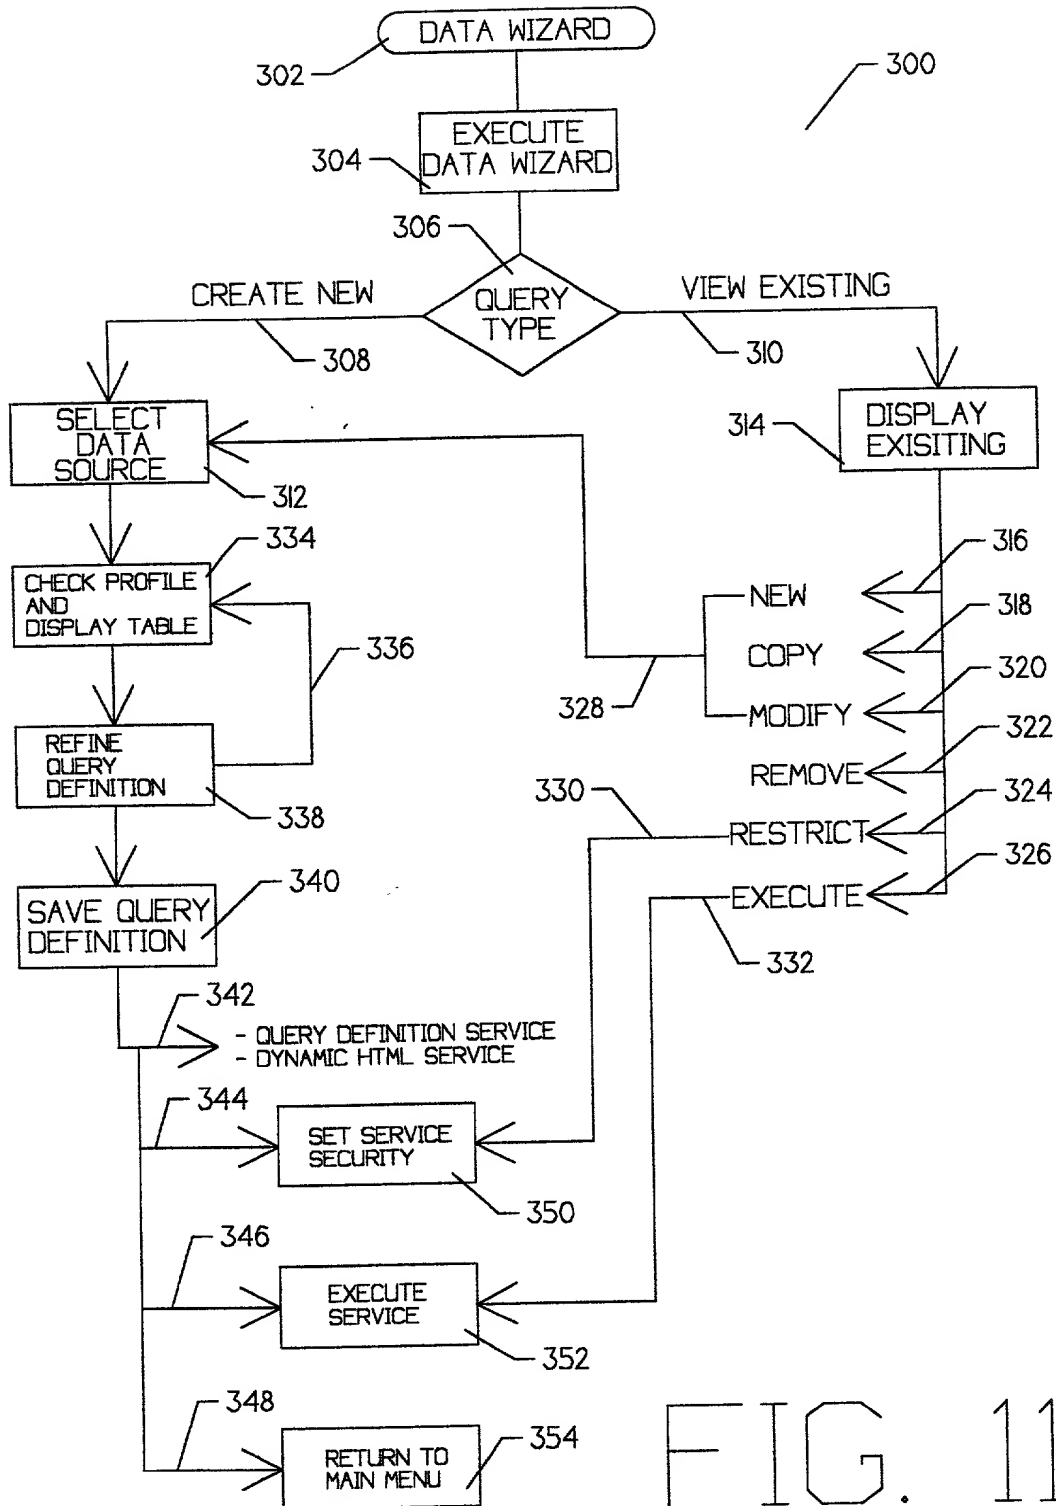 DATA WIZARD
302
300
EXECUTE
DATA WIZARD
304
306
CREATE NEW
QUERY
TYPE
VIEW EXISTING
308
310
SELECT
DATA
SOURCE
312
DISPLAY
EXISITING
314
334
CHECK PROFILE
AND
DISPLAY TABLE
336
316
NEW
318
COPY
320
MODIFY
328
322
REMOVE
REFINE
QUERY
DEFINITION
338
330
324
RESTRICT
326
EXECUTE
332
340
SAVE QUERY
DEFINITION
342
- QUERY DEFINITION SERVICE
- DYNAMIC HTML SERVICE
344
SET SERVICE
SECURITY
350
346
EXECUTE
SERVICE
352
348
RETURN TO
MAIN MENU
354
FIG. 11